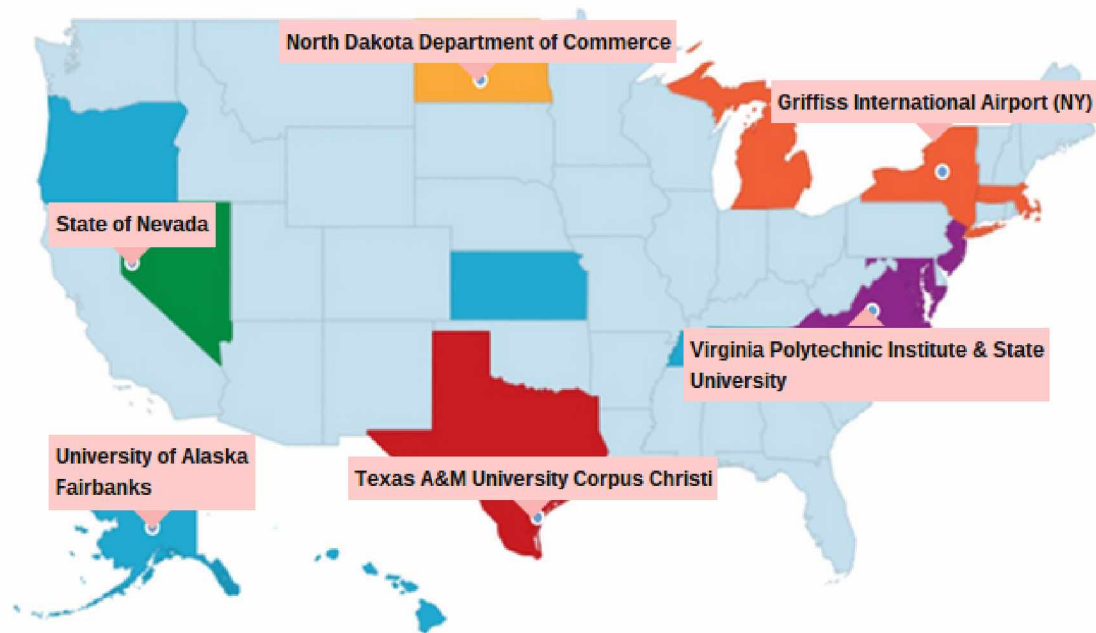 North Dakota Department of Commerce
Griffiss International Airport (NY)
State of Nevada
Virginia Polytechnic Institute & State
University
University of Alaska
Fairbanks
Texas A&M University Corpus Christi